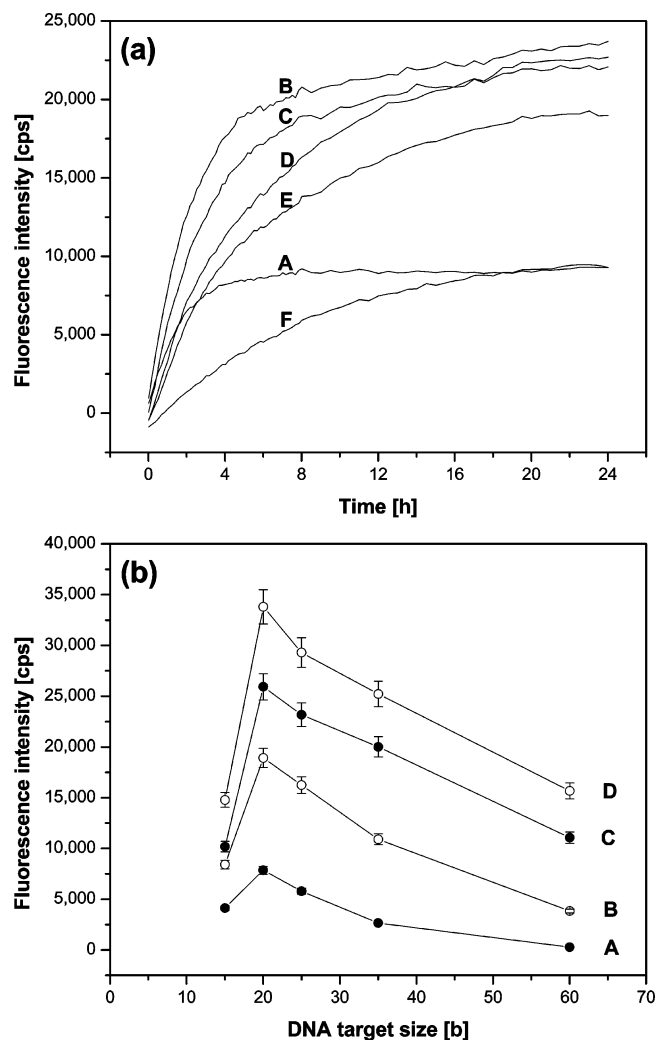 (a)
25,000
20,000
15,000
10,000
5,000
0
Fluorescence intensity [cps]
B
C
D
E
A
F
0 4 8 12 16 20 24
Time [h]
(b)
40,000
35,000
30,000
25,000
20,000
15,000
10,000
5,000
0
Fluorescence intensity [cps]
D
C
B
A
0 10 20 30 40 50 60 70
DNA target size [b]